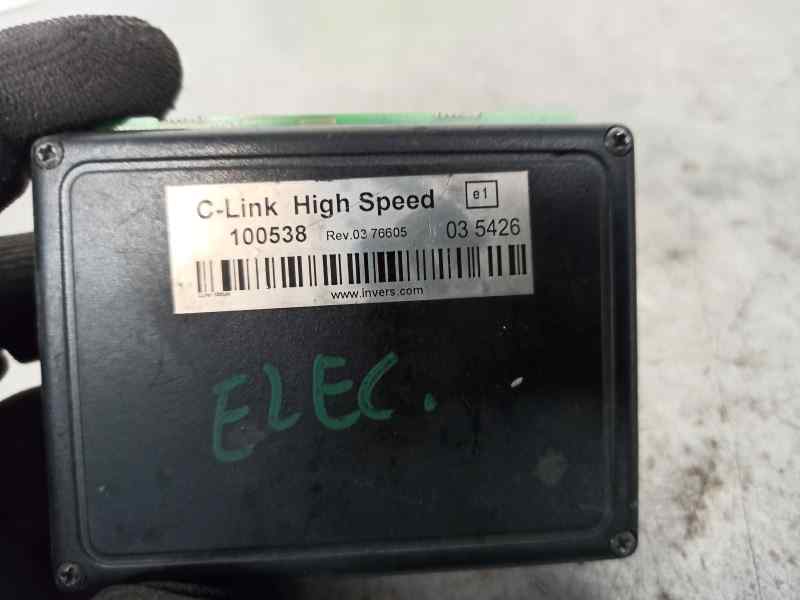 C-Link High Speed e1
100538 Rev.03 76605 03 5426
www.invers.com
ELEC.